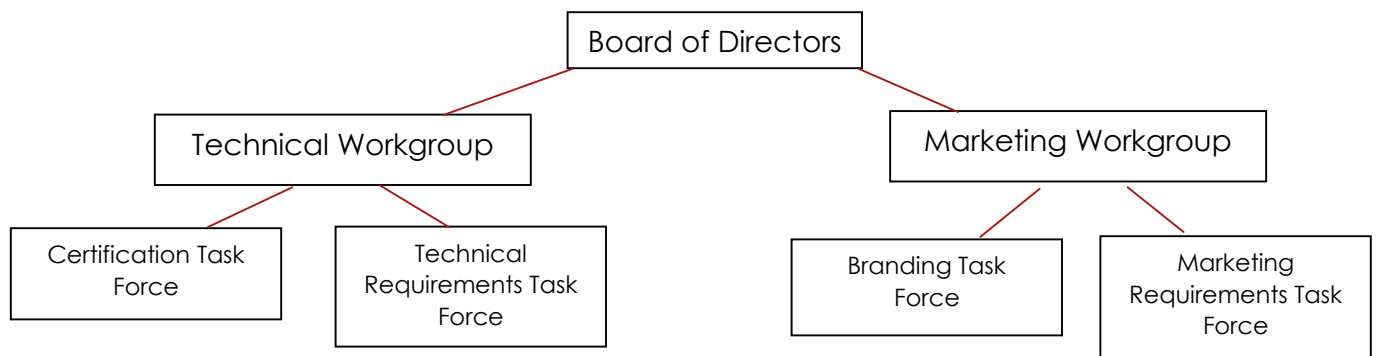 Board of Directors
Technical Workgroup
Marketing Workgroup
Certification Task
Force
Technical
Requirements Task
Force
Branding Task
Force
Marketing
Requirements Task
Force